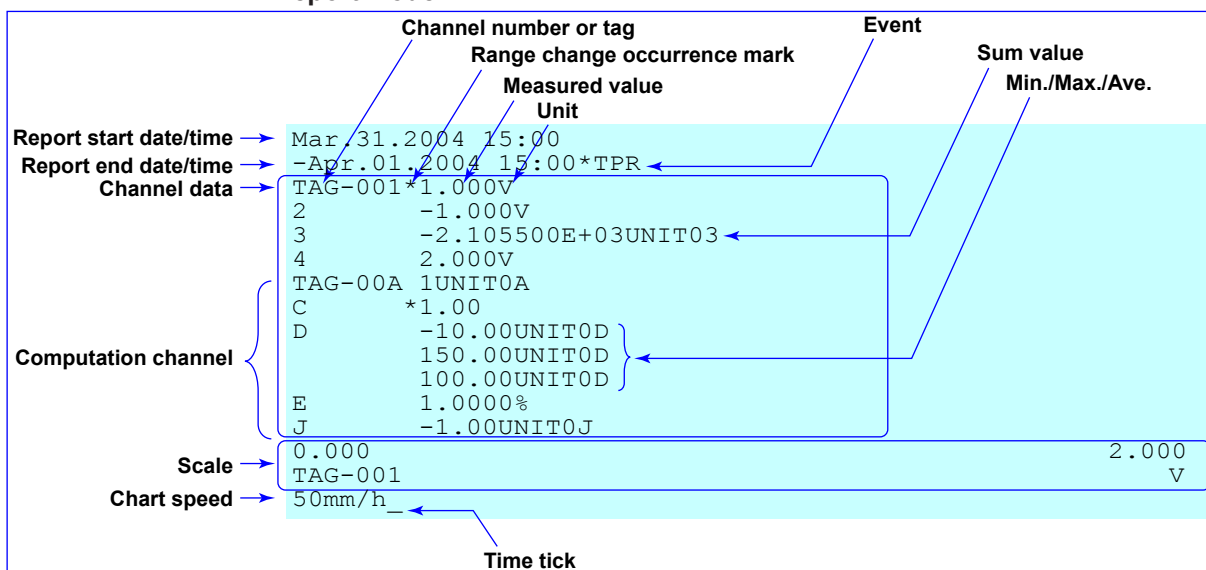 Channel number or tag
Event
Range change occurrence mark
Sum value
Measured value
Min./Max./Ave.
Unit
Report start date/time
Mar.31.2004 15:00
Report end date/time
-Apr.01.2004 15:00*TPR
Channel data
TAG-001*1.000V
2 -1.000V
3 -2.105500E+03UNIT03
4 2.000V
TAG-00A 1UNIT0A
C *1.00
D -10.00UNIT0D
150.00UNIT0D
Computation channel
100.00UNIT0D
E 1.0000%
J -1.00UNIT0J
Scale
0.000 2.000
TAG-001 V
Chart speed
50mm/h_
Time tick